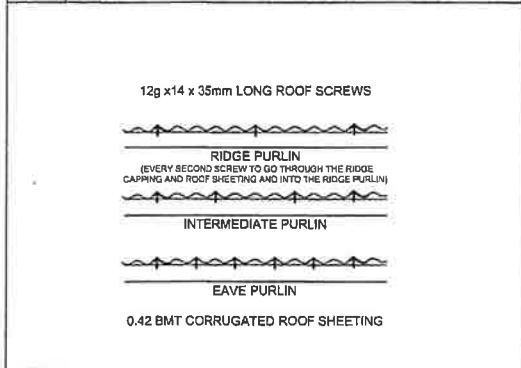 12g x14 x 35mm LONG ROOF SCREWS
RIDGE PURLIN
(EVERY SECOND SCREW TO GO THROUGH THE RIDGE
CAPPING AND ROOF SHEETING AND INTO THE RIDGE PURLIN)
INTERMEDIATE PURLIN
EAVE PURLIN
0.42 BMT CORRUGATED ROOF SHEETING